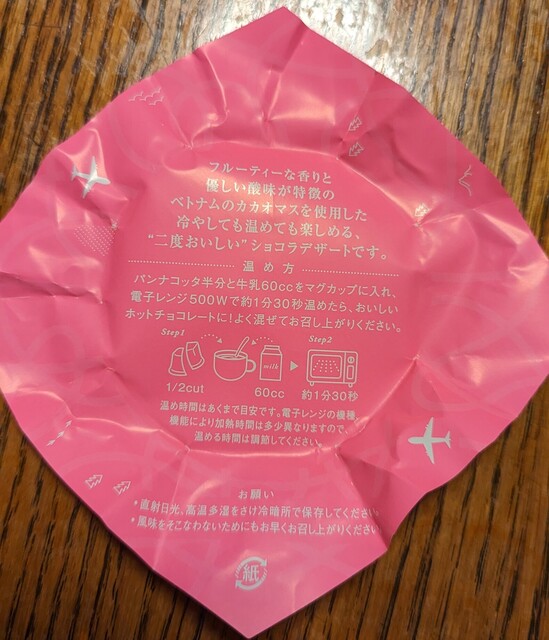 フルーティーな香りと
優しい酸味が特徴の
ベトナムのカカオマスを使用した
冷やしても温めても楽しめる、
“二度おいしい”ショコラデザートです。
温め方
パンナコッタ半分と牛乳60ccをマグカップに入れ、
電子レンジ500Wで約1分30秒温めたら、おいしい
ホットチョコレートに!よく混ぜてお召し上がりください。
Step1 Step2
milk
1/2cut 60cc 約1分30秒
温め時間はあくまで目安です。電子レンジの機種、
機能により加熱時間は多少異なりますので、
温める時間は調節してください。
お願い
*直射日光、高温多湿をさけ冷暗所で保存してください
*風味をそこなわないためにもお早くお召し上がりください
紙